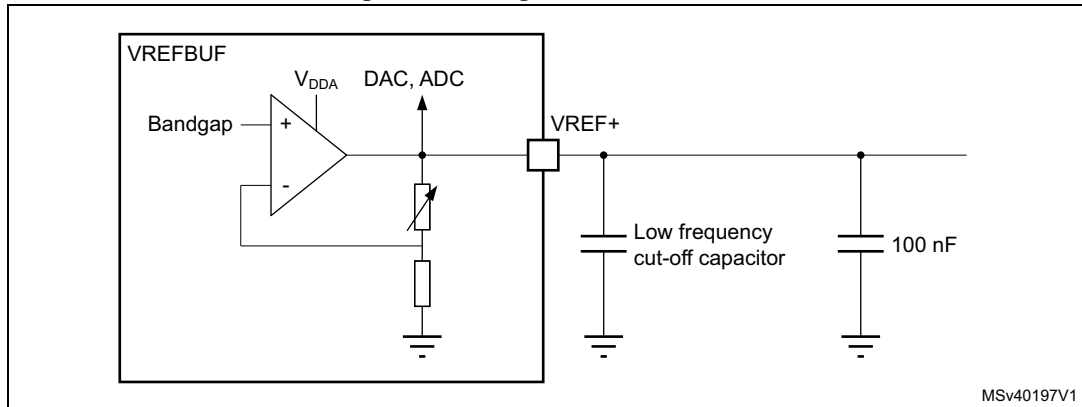 VREFBUF
VDDA
DAC, ADC
Bandgap
+
-
VREF+
Low frequency
cut-off capacitor
100 nF
MSv40197V1